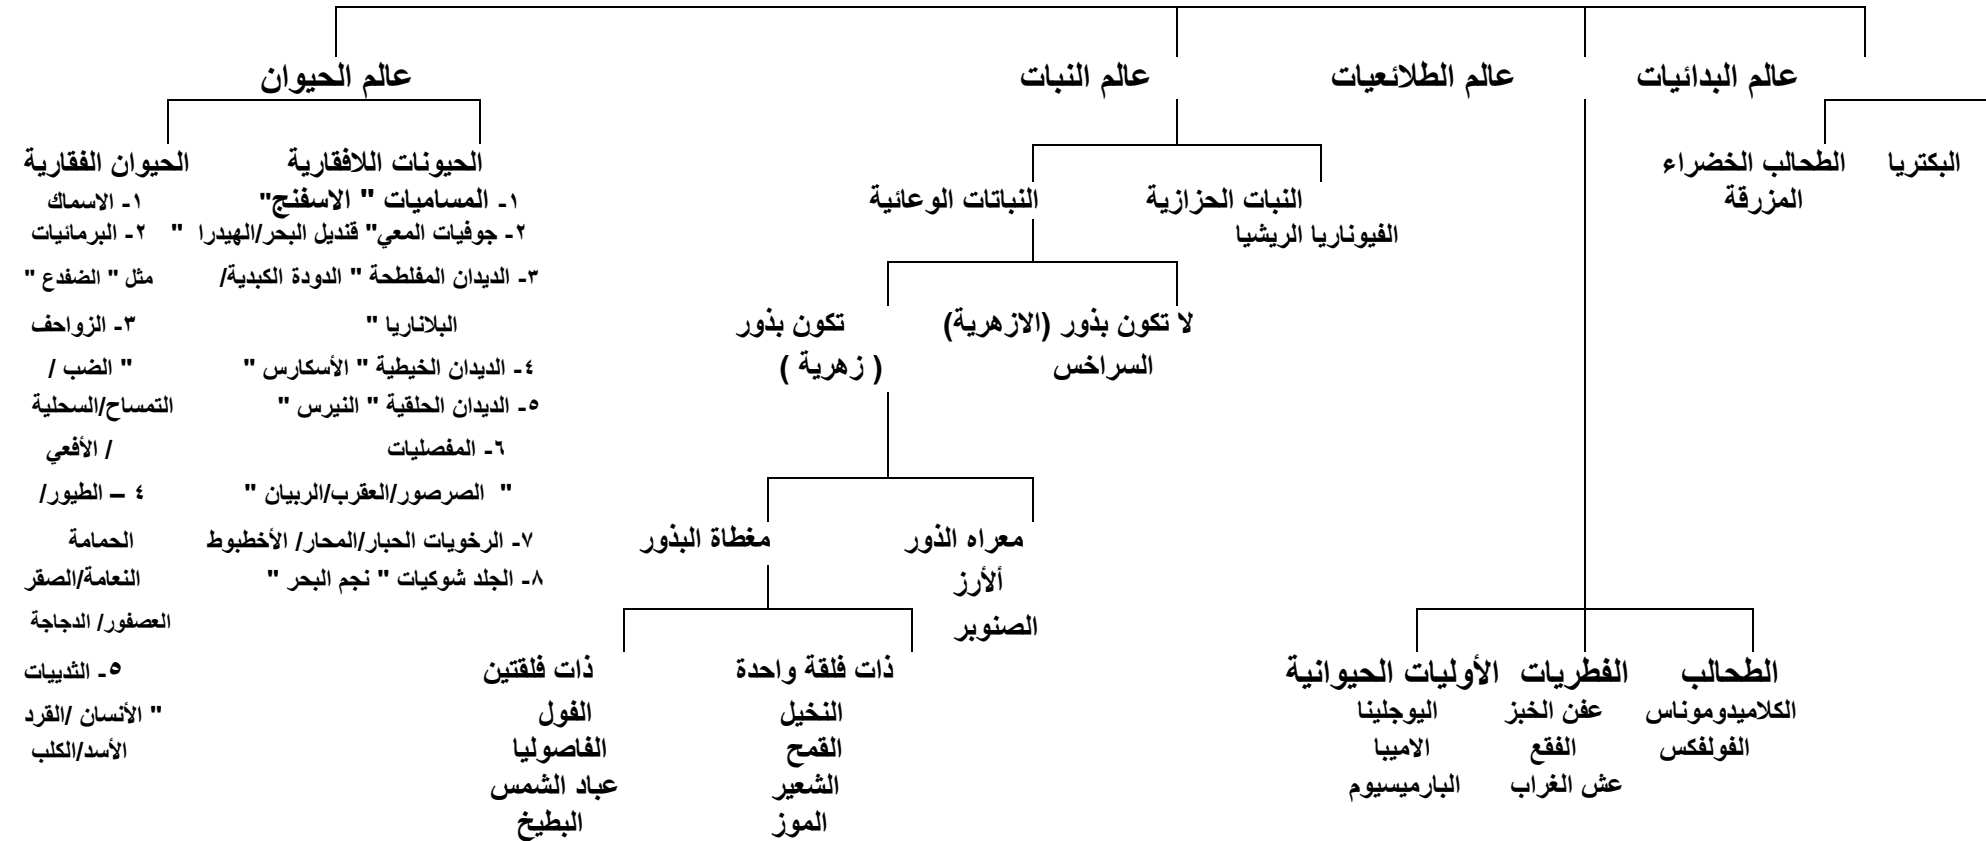 عالم البدائيات
عالم الطلائعيات
عالم النبات
عالم الحيوان
البكتريا
الطحالب الخضراء
المزرقة
الطحالب
الكلاميدوموناس
الفولفكس
الفطريات
عفن الخبز
الفقع
عش الغراب
الأوليات الحيوانية
اليوجلينا
الاميبا
البارميسيوم
النبات الحزازية
الفيوناريا الريشيا
النباتات الوعائية
لا تكون بذور (الازهرية)
السراخس
تكون بذور
( زهرية )
معراه الذور
ألأرز
الصنوبر
مغطاة البذور
ذات فلقة واحدة
النخيل
القمح
الشعير
الموز
ذات فلقتين
الفول
الفاصوليا
عباد الشمس
البطيخ
الحيونات اللافقارية
١- المساميات " الاسفنج"
٢- جوفيات المعي" قنديل البحر/الهيدرا "
٣- الديدان المفلطحة " الدودة الكبدية/
البلاناريا "
٤- الديدان الخيطية " الأسكارس "
٥- الديدان الحلقية " النيرس "
٦- المفصليات
" الصرصور/العقرب/الربيان "
٧- الرخويات الحبار/المحار/ الأخطبوط
٨- الجلد شوكيات " نجم البحر "
الحيوان الفقارية
١- الاسماك
٢- البرمائيات
مثل " الضفدع "
٣- الزواحف
" الضب /
التمساح/السحلية
/ الأفعي
٤ – الطيور/
الحمامة
النعامة/الصقر
العصفور/ الدجاجة
٥- الثدييات
" الأنسان /القرد
الأسد/الكلب